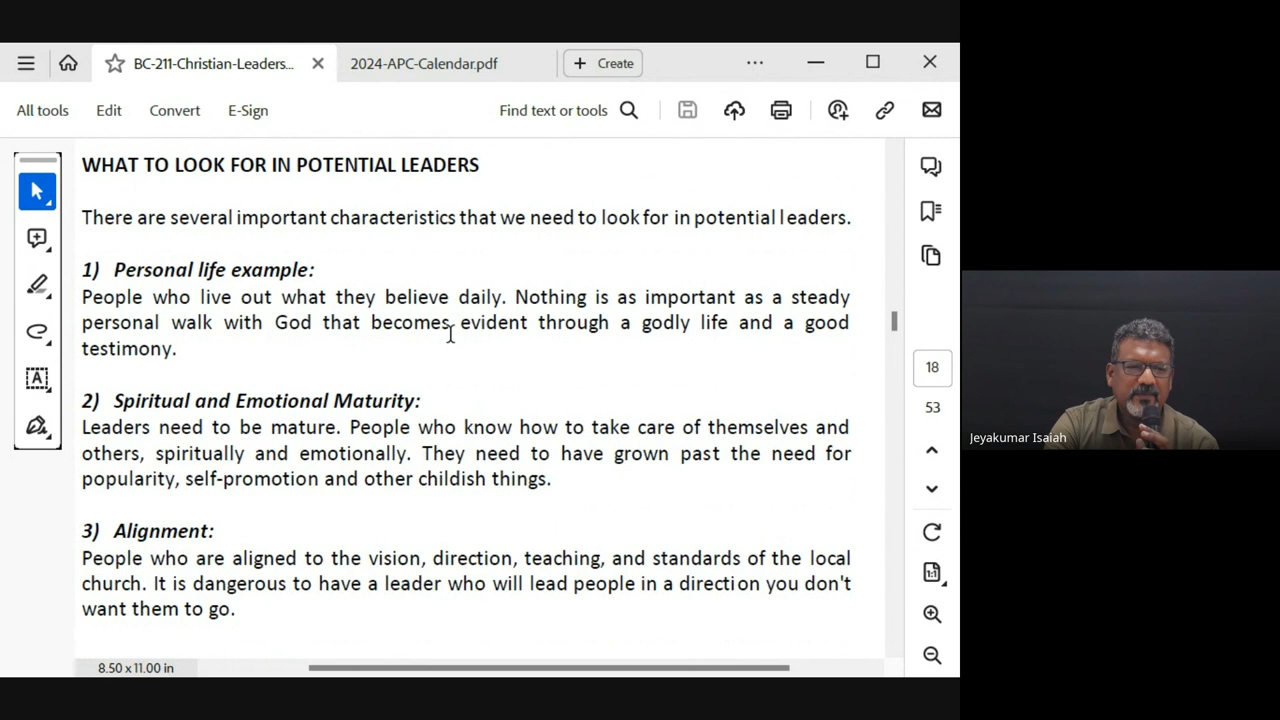 BC-211-Christian-Leaders...
2024-APC-Calendar.pdf
Create
All tools
Edit
Convert
E-Sign
Find text or tools
WHAT TO LOOK FOR IN POTENTIAL LEADERS
There are several important characteristics that we need to look for in potential leaders.
1) Personal life example:
People who live out what they believe daily. Nothing is as important as a steady
personal walk with God that becomes evident through a godly life and a good
testimony.
2) Spiritual and Emotional Maturity:
Leaders need to be mature. People who know how to take care of themselves and
others, spiritually and emotionally. They need to have grown past the need for
popularity, self-promotion and other childish things.
3) Alignment:
People who are aligned to the vision, direction, teaching, and standards of the local
church. It is dangerous to have a leader who will lead people in a direction you don't
want them to go.
8.50 x 11.00 in
18
53
1:1
Jeyakumar Isaiah